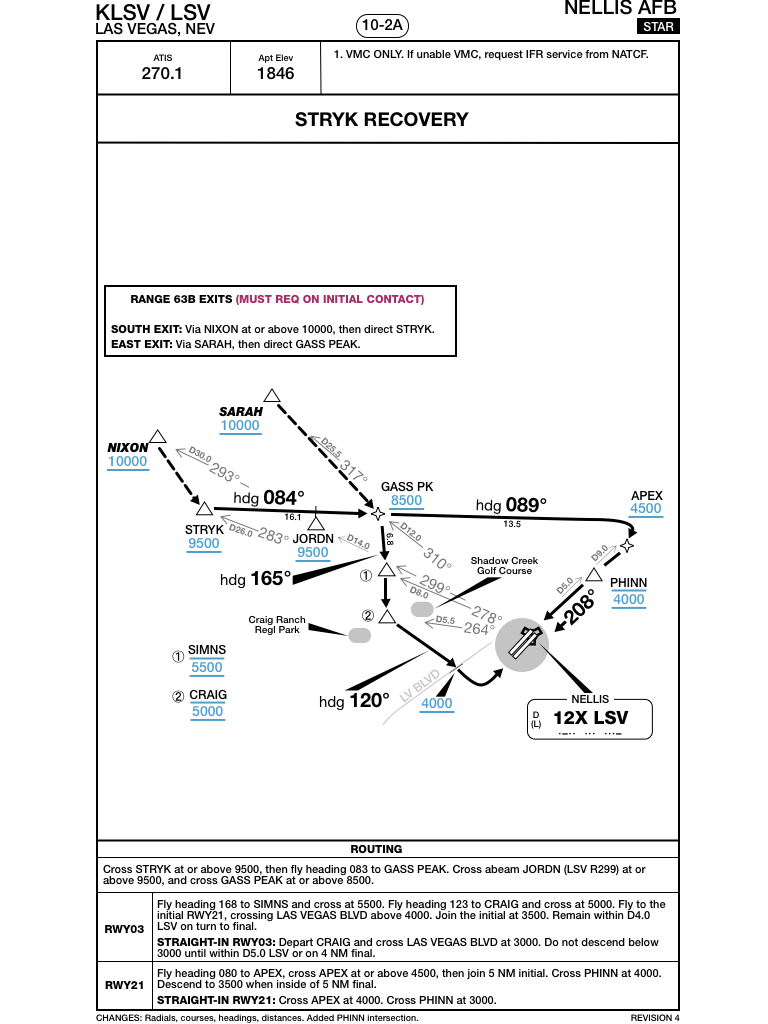 KLSV / LSV
LAS VEGAS, NEV
10-2A
NELLIS AFB
STAR
ATIS
270.1
Apt Elev
1846
1. VMC ONLY. If unable VMC, request IFR service from NATCF.
STRYK RECOVERY
RANGE 63B EXITS (MUST REQ ON INITIAL CONTACT)
SOUTH EXIT: Via NIXON at or above 10000, then direct STRYK.
EAST EXIT: Via SARAH, then direct GASS PEAK.
SARAH
10000
NIXON
10000
D30.0
293°
D25.5
317°
hdg 084°
16.1
STRYK
9500
D26.0
283°
JORDN
9500
D14.0
GASS PK
8500
hdg 089°
13.5
APEX
4500
6.8
D12.0
310°
D9.0
D5.0
PHINN
4000
208°
hdg 165°
①
299°
D8.0
278°
Shadow Creek
Golf Course
②
D5.5
264°
Craig Ranch
Regl Park
① SIMNS
5500
② CRAIG
5000
hdg 120°
LV BLVD
4000
NELLIS
D
(L)
12X LSV
ROUTING
Cross STRYK at or above 9500, then fly heading 083 to GASS PEAK. Cross abeam JORDN (LSV R299) at or
above 9500, and cross GASS PEAK at or above 8500.
RWY03
Fly heading 168 to SIMNS and cross at 5500. Fly heading 123 to CRAIG and cross at 5000. Fly to the
initial RWY21, crossing LAS VEGAS BLVD above 4000. Join the initial at 3500. Remain within D4.0
LSV on turn to final.
STRAIGHT-IN RWY03: Depart CRAIG and cross LAS VEGAS BLVD at 3000. Do not descend below
3000 until within D5.0 LSV or on 4 NM final.
RWY21
Fly heading 080 to APEX, cross APEX at or above 4500, then join 5 NM initial. Cross PHINN at 4000.
Descend to 3500 when inside of 5 NM final.
STRAIGHT-IN RWY21: Cross APEX at 4000. Cross PHINN at 3000.
CHANGES: Radials, courses, headings, distances. Added PHINN intersection.
REVISION 4